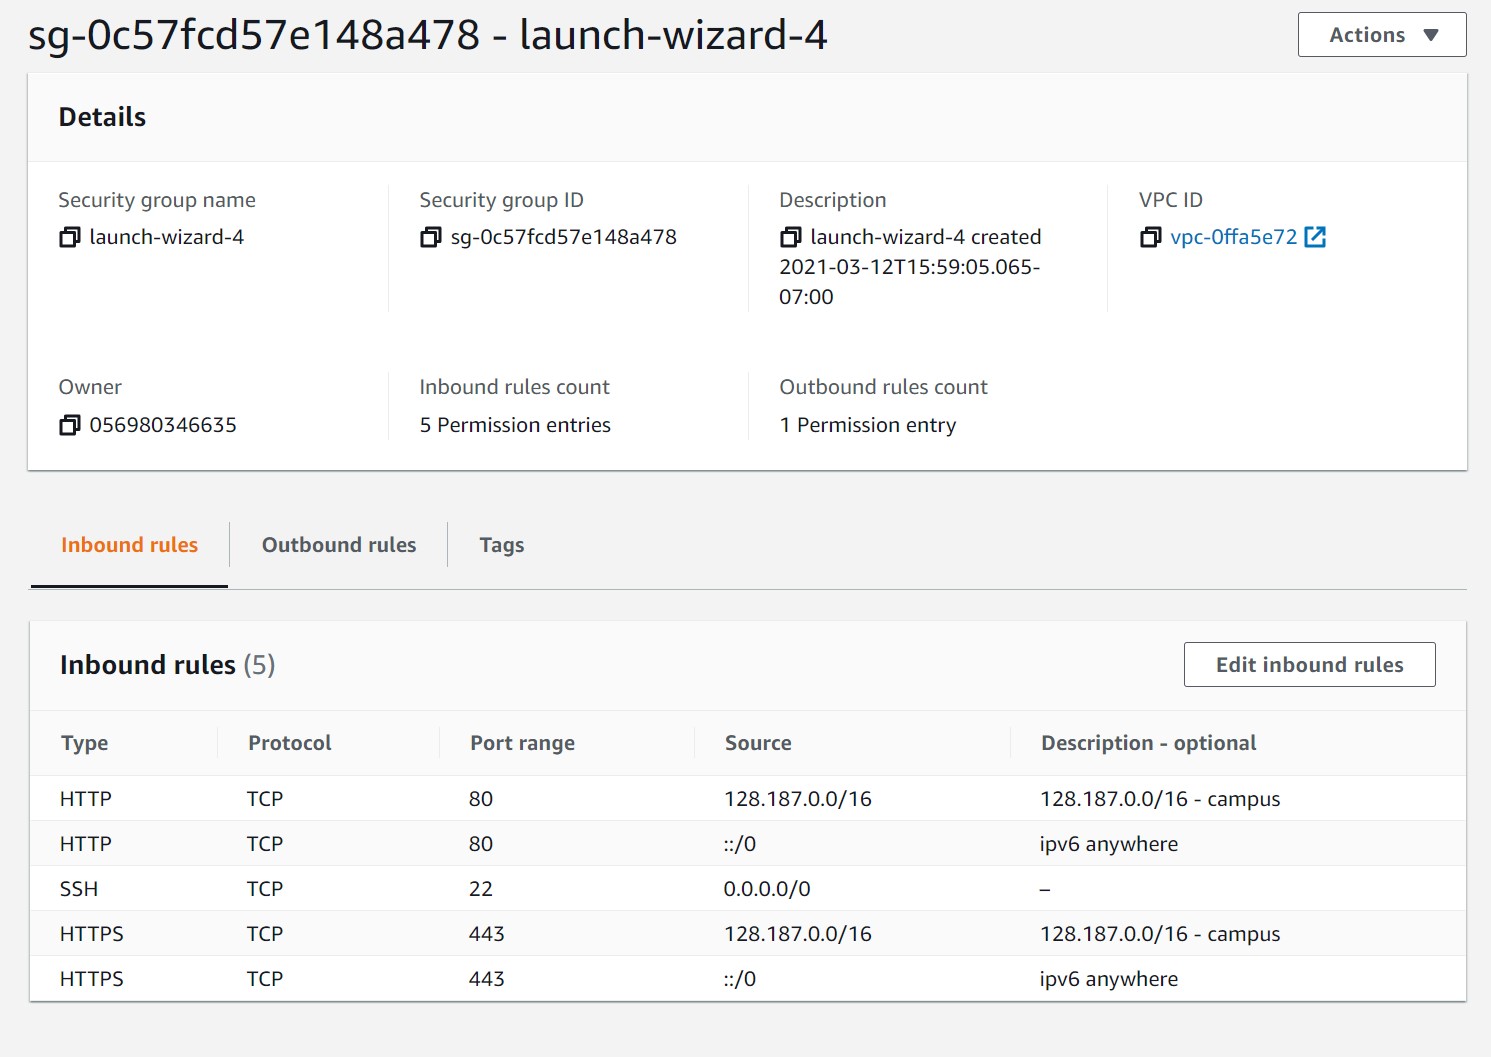 sg-0c57fcd57e148a478 - launch-wizard-4
Actions
Details
Security group name
launch-wizard-4
Security group ID
sg-0c57fcd57e148a478
Description
launch-wizard-4 created
2021-03-12T15:59:05.065-
07:00
VPC ID
vpc-0ffa5e72
Owner
056980346635
Inbound rules count
5 Permission entries
Outbound rules count
1 Permission entry
Inbound rules
Outbound rules
Tags
Inbound rules (5)
Edit inbound rules
Type Protocol Port range Source Description - optional
HTTP TCP 80 128.187.0.0/16 128.187.0.0/16 - campus
HTTP TCP 80 ::/0 ipv6 anywhere
SSH TCP 22 0.0.0.0/0 –
HTTPS TCP 443 128.187.0.0/16 128.187.0.0/16 - campus
HTTPS TCP 443 ::/0 ipv6 anywhere